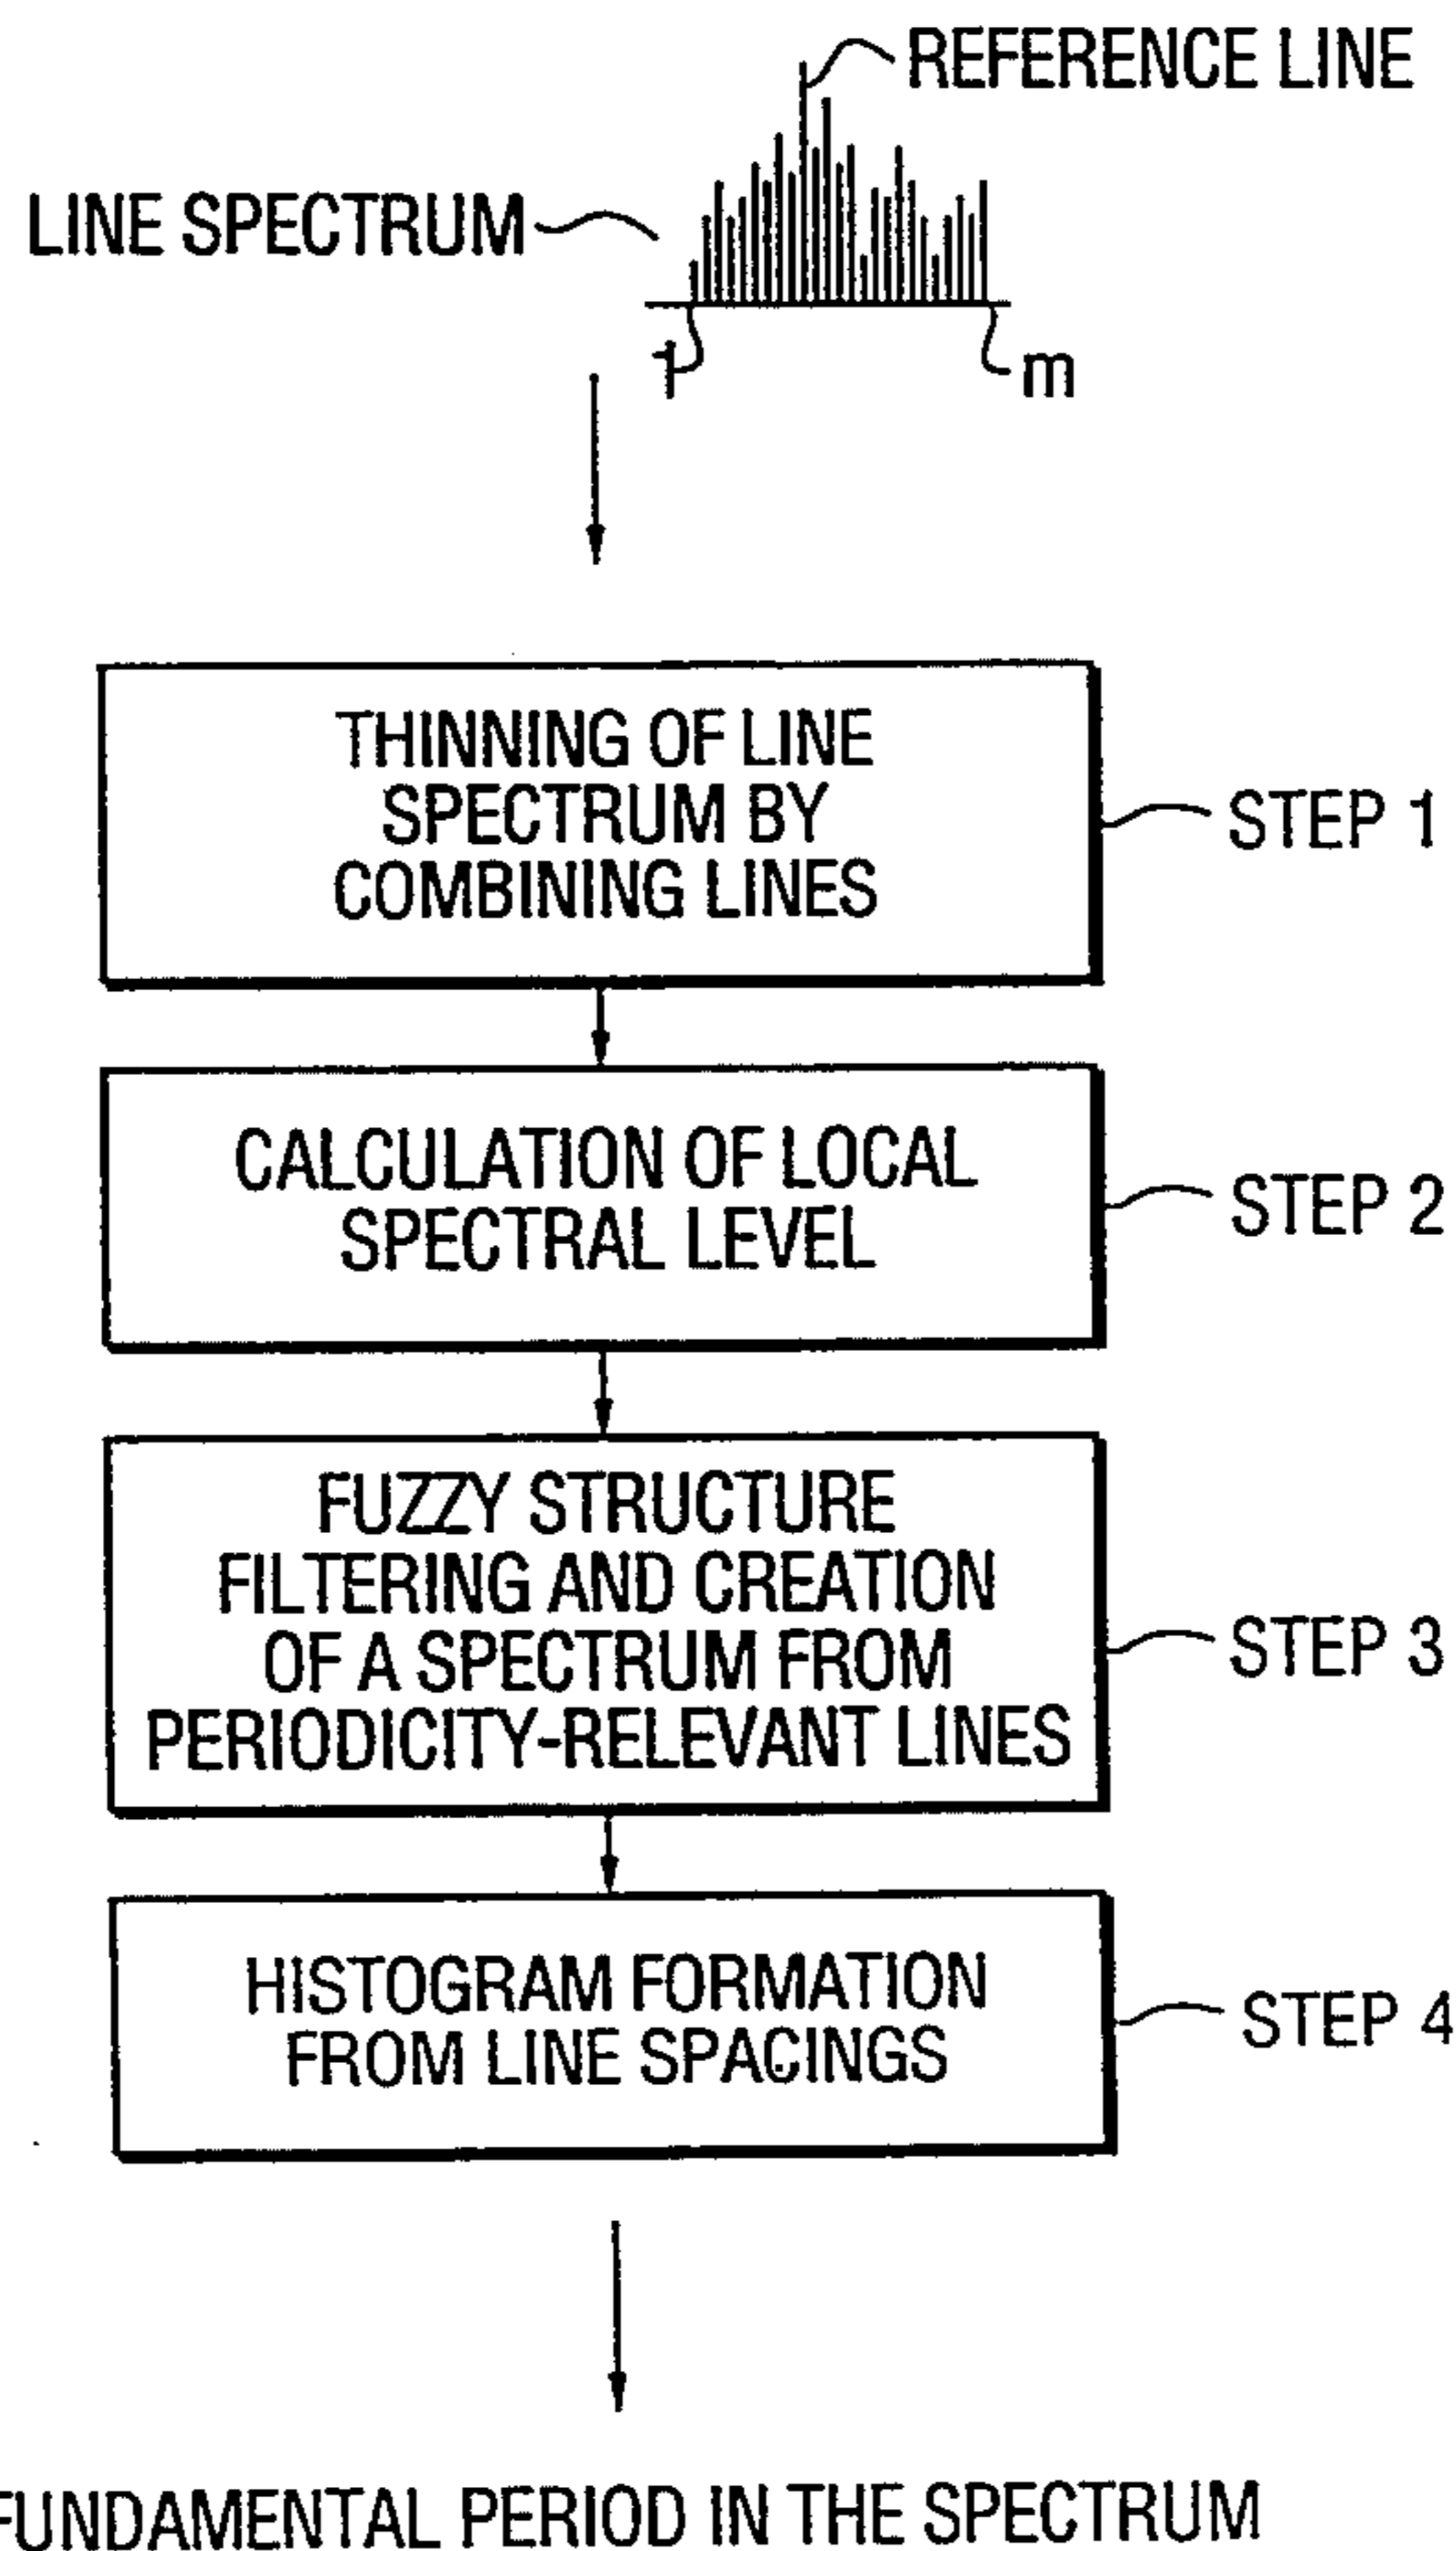 REFERENCE LINE
LINE SPECTRUM
1
m
THINNING OF LINE
SPECTRUM BY
COMBINING LINES
STEP 1
CALCULATION OF LOCAL
SPECTRAL LEVEL
STEP 2
FUZZY STRUCTURE
FILTERING AND CREATION
OF A SPECTRUM FROM
PERIODICITY-RELEVANT LINES
STEP 3
HISTOGRAM FORMATION
FROM LINE SPACINGS
STEP 4
FUNDAMENTAL PERIOD IN THE SPECTRUM